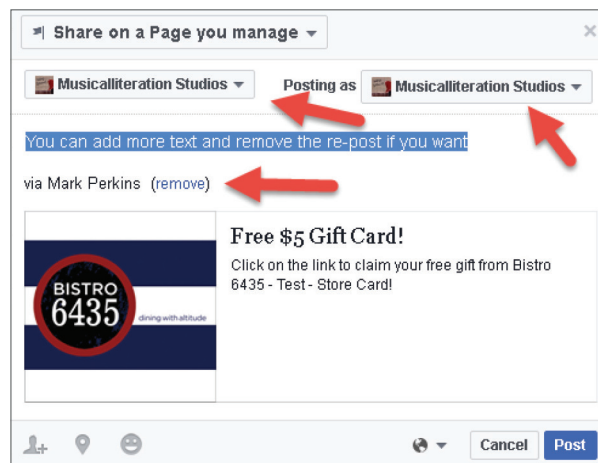 Share on a Page you manage
Musicalliteration Studios Posting as Musicalliteration Studios
You can add more text and remove the re-post if you want
via Mark Perkins (remove)
Free $5 Gift Card!
Click on the link to claim your free gift from Bistro
6435 - Test - Store Card!
BISTRO
6435
dining with altitude
Cancel Post